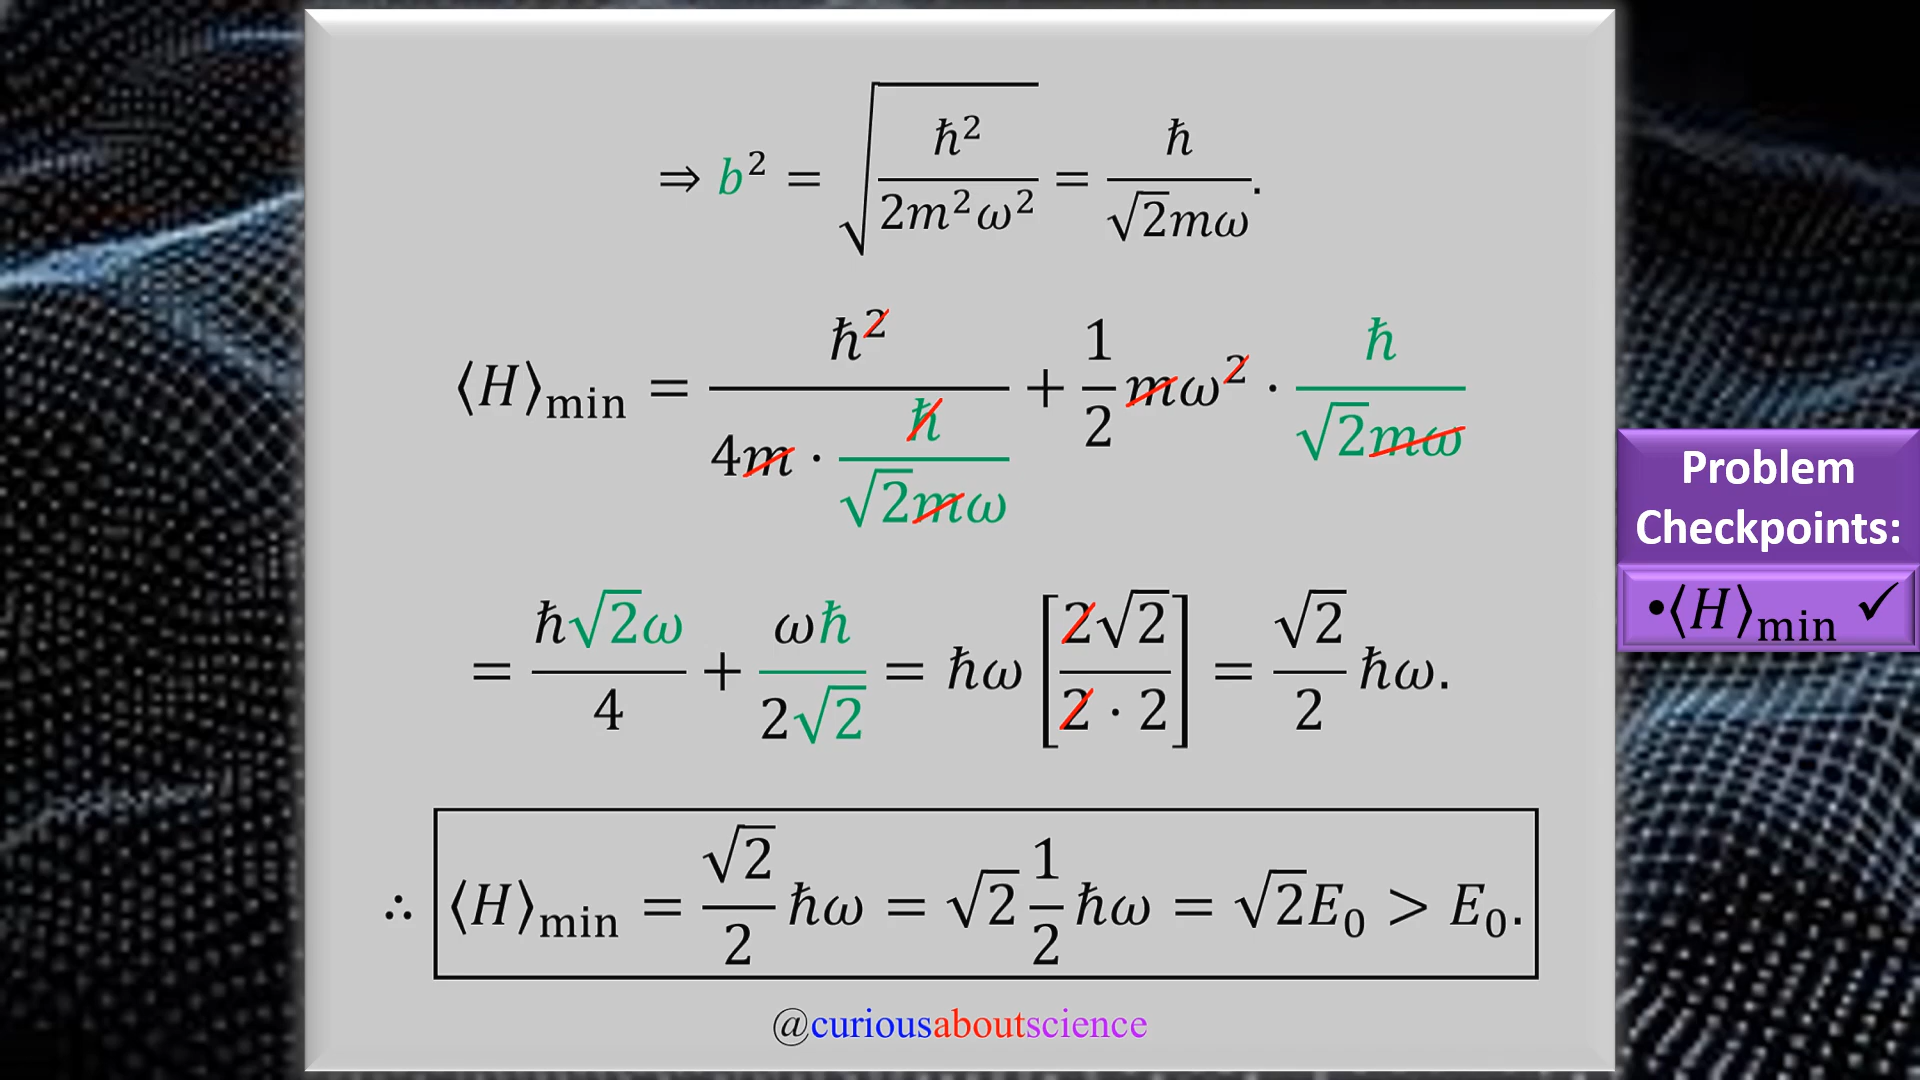 ⇒ b² = √(ħ²/(2m²ω²)) = ħ/(√2mω).
⟨H⟩min = ħ²/(4m · ħ/(√2mω)) + 1/2 mω² · ħ/(√2mω)
= ħ√2ω/4 + ωħ/(2√2) = ħω [2√2/(2 · 2)] = √2/2 ħω.
∴ ⟨H⟩min = √2/2 ħω = √2 1/2 ħω = √2E₀ > E₀.
@curiousaboutscience
Problem
Checkpoints:
•⟨H⟩min ✓